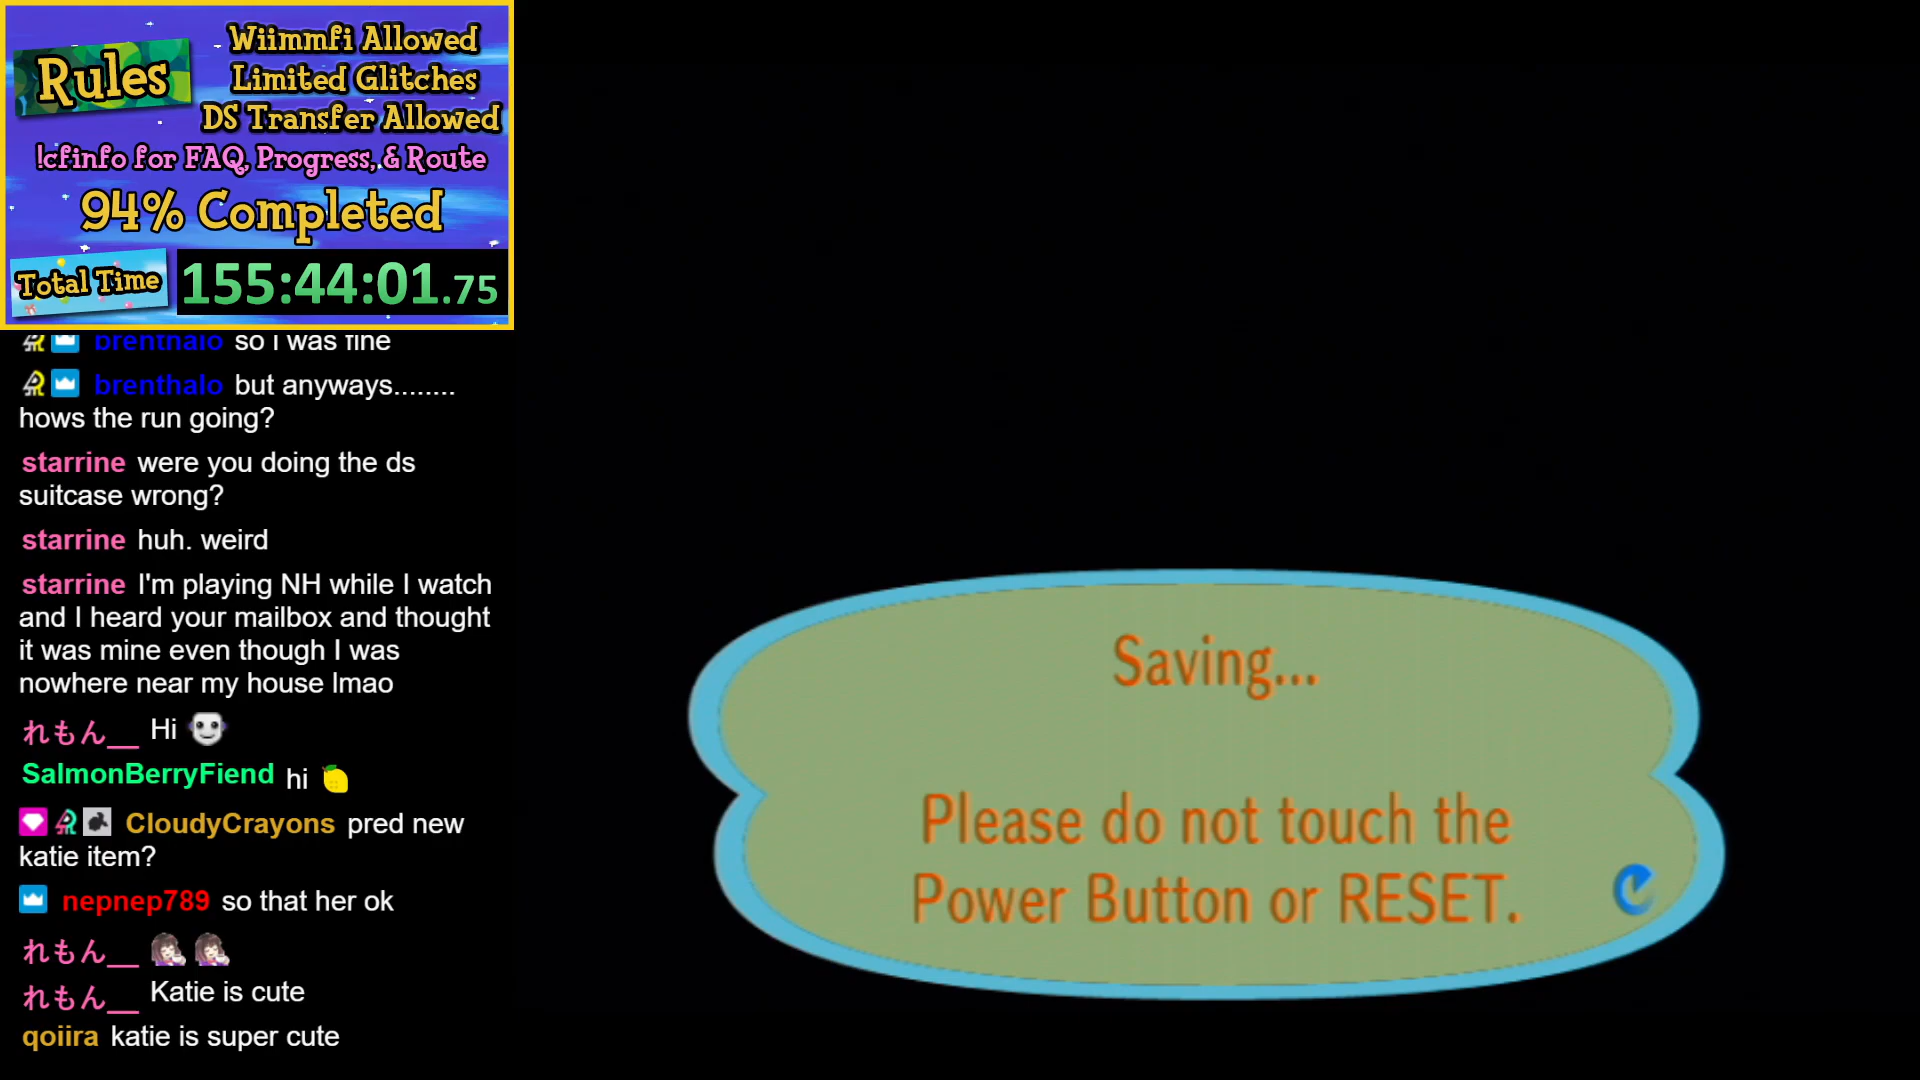 Rules
Wiimmfi Allowed
Limited Glitches
DS Transfer Allowed
!cfinfo for FAQ, Progress, & Route
94% Completed
Total Time
155:44:01.75
brenthalo so i was fine
brenthalo but anyways........
hows the run going?
starrine were you doing the ds
suitcase wrong?
starrine huh. weird
starrine I'm playing NH while I watch
and I heard your mailbox and thought
it was mine even though I was
nowhere near my house lmao
れもん__ Hi
SalmonBerryFiend hi
CloudyCrayons pred new
katie item?
nepnep789 so that her ok
れもん__
れもん__ Katie is cute
qoiira katie is super cute
Saving...
Please do not touch the
Power Button or RESET.